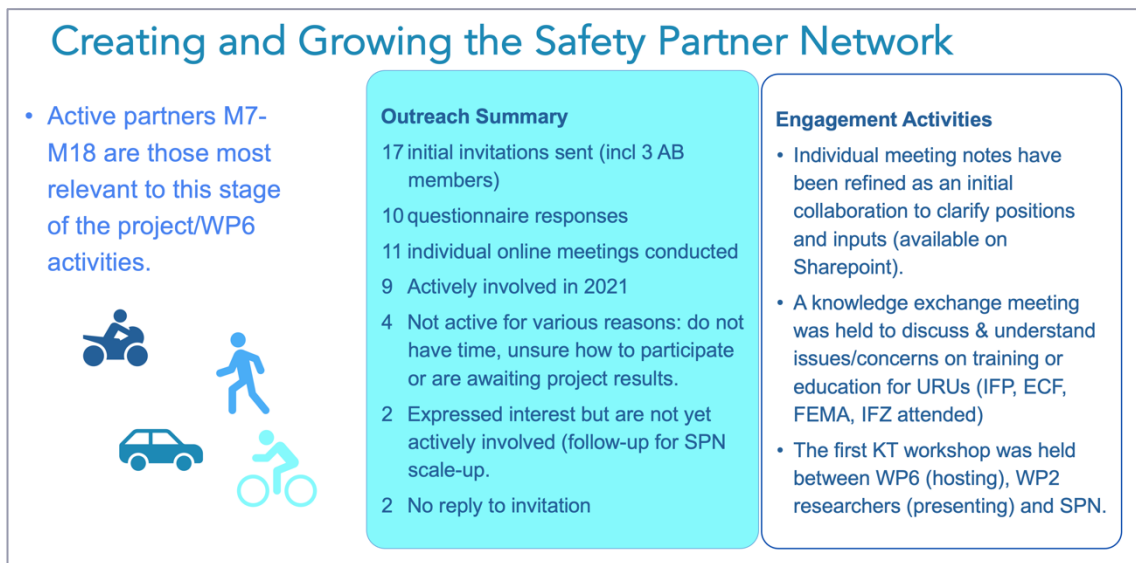 Creating and Growing the Safety Partner Network
• Active partners M7-
M18 are those most
relevant to this stage
of the project/WP6
activities.
Outreach Summary
17 initial invitations sent (incl 3 AB
members)
10 questionnaire responses
11 individual online meetings conducted
9 Actively involved in 2021
4 Not active for various reasons: do not
have time, unsure how to participate
or are awaiting project results.
2 Expressed interest but are not yet
actively involved (follow-up for SPN
scale-up.
2 No reply to invitation
Engagement Activities
• Individual meeting notes have
been refined as an initial
collaboration to clarify positions
and inputs (available on
Sharepoint).
• A knowledge exchange meeting
was held to discuss & understand
issues/concerns on training or
education for URUs (IFP, ECF,
FEMA, IFZ attended)
• The first KT workshop was held
between WP6 (hosting), WP2
researchers (presenting) and SPN.